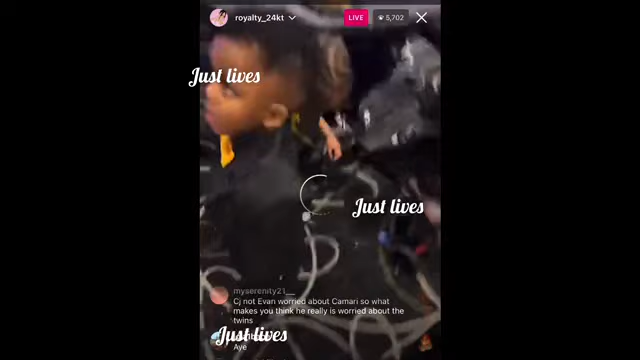 royalty_24kt
LIVE
5,702
Just lives
Just lives
myserenity21__
Cj not Evan worried about Camari so what
makes you think he really is worried about the
twins
Just lives
Aye